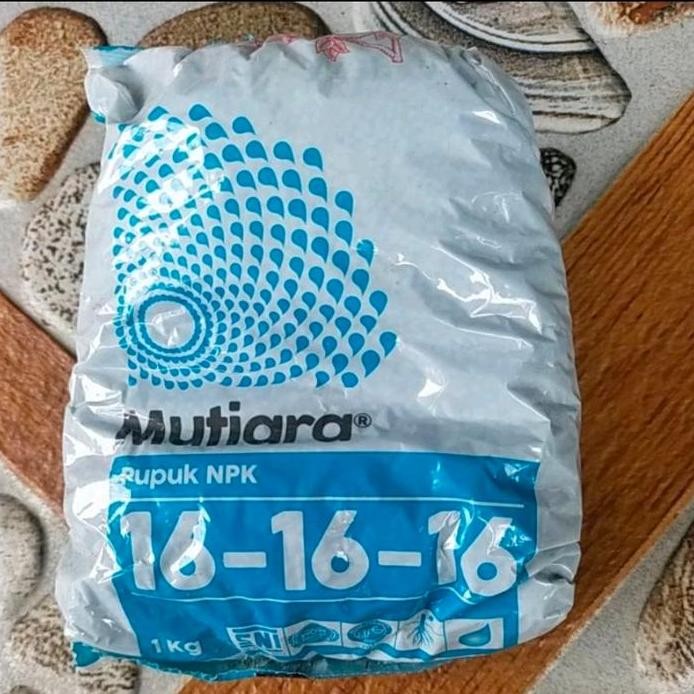 Mutiara®
Pupuk NPK
16-16-16
1 Kg
SNI